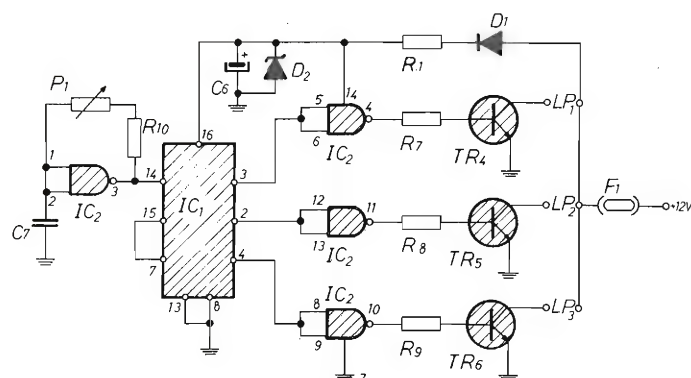 D1
+
D2
C6
R1
P1
R10
14
5
4
6
IC2
R7
TR4
LP1
16
1
2
3
IC2
C7
14
15
7
IC1
3
2
4
13
8
12
13
11
IC2
R8
TR5
LP2
F1
+12V
IC2
8
9
10
R9
TR6
LP3
7